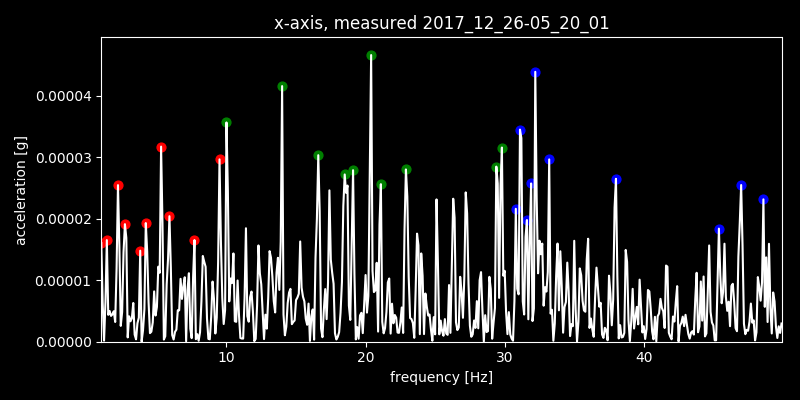 x-axis, measured 2017_12_26-05_20_01
acceleration [g]
0.00004
0.00003
0.00002
0.00001
0.00000
10 20 30 40
frequency [Hz]